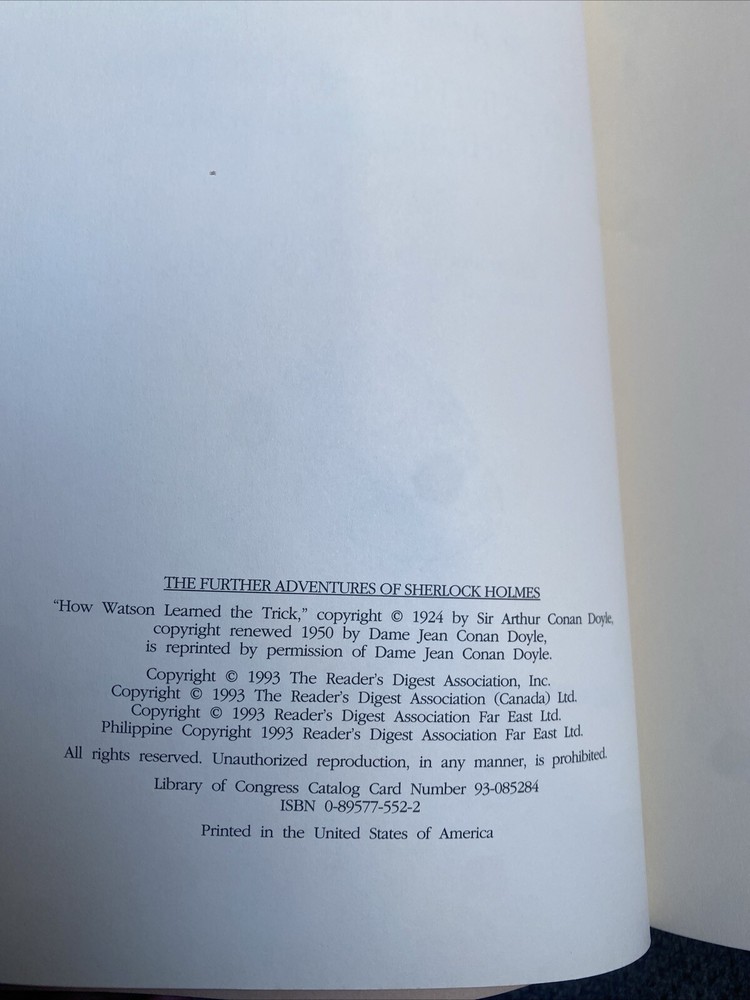 THE FURTHER ADVENTURES OF SHERLOCK HOLMES
"How Watson Learned the Trick," copyright © 1924 by Sir Arthur Conan Doyle,
copyright renewed 1950 by Dame Jean Conan Doyle,
is reprinted by permission of Dame Jean Conan Doyle.
Copyright © 1993 The Reader's Digest Association, Inc.
Copyright © 1993 The Reader's Digest Association (Canada) Ltd.
Copyright © 1993 Reader's Digest Association Far East Ltd.
Philippine Copyright 1993 Reader's Digest Association Far East Ltd.
All rights reserved. Unauthorized reproduction, in any manner, is prohibited.
Library of Congress Catalog Card Number 93-085284
ISBN 0-89577-552-2
Printed in the United States of America